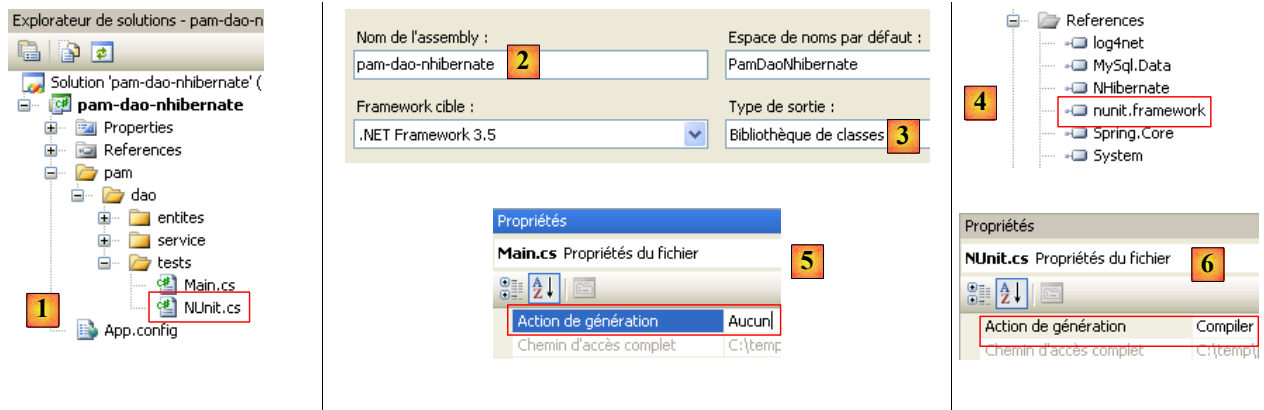 Explorateur de solutions - pam-dao-n
Solution 'pam-dao-nhibernate' (
pam-dao-nhibernate
Properties
References
pam
dao
entites
service
tests
Main.cs
NUnit.cs
App.config
1
Nom de l'assembly :
Espace de noms par défaut :
pam-dao-nhibernate
2
PamDaoNhibernate
Framework cible :
Type de sortie :
.NET Framework 3.5
Bibliothèque de classes
3
Propriétés
Main.cs Propriétés du fichier
5
Action de génération Aucun
Chemin d'accès complet C:\temp
References
log4net
MySql.Data
NHibernate
nunit.framework
Spring.Core
System
4
Propriétés
NUnit.cs Propriétés du fichier
6
Action de génération Compiler
Chemin d'accès complet C:\temp\